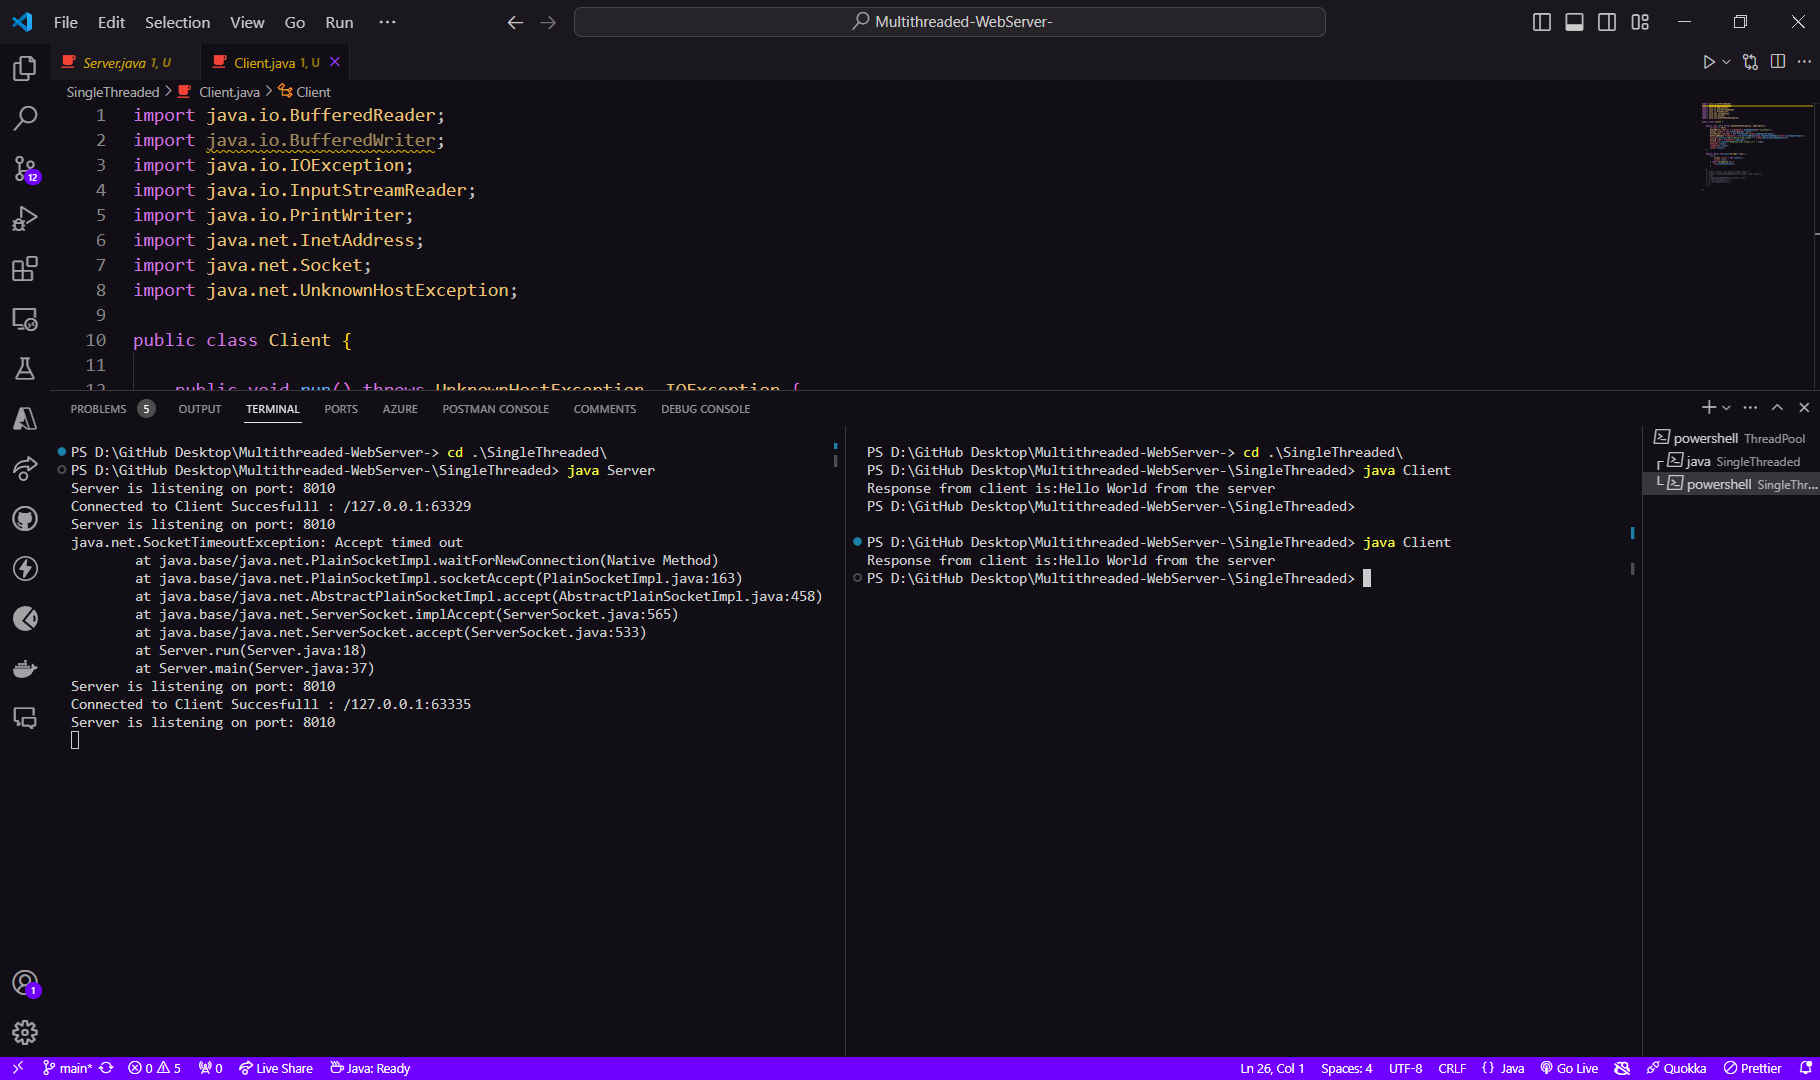 File Edit Selection View Go Run ···
Multithreaded-WebServer-
Server.java 1, U
Client.java 1, U
SingleThreaded > Client.java > Client
1 import java.io.BufferedReader;
2 import java.io.BufferedWriter;
3 import java.io.IOException;
4 import java.io.InputStreamReader;
5 import java.io.PrintWriter;
6 import java.net.InetAddress;
7 import java.net.Socket;
8 import java.net.UnknownHostException;
9
10 public class Client {
11
12 public void run() throws UnknownHostException, IOException {
12
1
PROBLEMS 5 OUTPUT TERMINAL PORTS AZURE POSTMAN CONSOLE COMMENTS DEBUG CONSOLE
PS D:\GitHub Desktop\Multithreaded-WebServer-> cd .\SingleThreaded\
PS D:\GitHub Desktop\Multithreaded-WebServer-\SingleThreaded> java Server
Server is listening on port: 8010
Connected to Client Succesfulll : /127.0.0.1:63329
Server is listening on port: 8010
java.net.SocketTimeoutException: Accept timed out
at java.base/java.net.PlainSocketImpl.waitForNewConnection(Native Method)
at java.base/java.net.PlainSocketImpl.socketAccept(PlainSocketImpl.java:163)
at java.base/java.net.AbstractPlainSocketImpl.accept(AbstractPlainSocketImpl.java:458)
at java.base/java.net.ServerSocket.implAccept(ServerSocket.java:565)
at java.base/java.net.ServerSocket.accept(ServerSocket.java:533)
at Server.run(Server.java:18)
at Server.main(Server.java:37)
Server is listening on port: 8010
Connected to Client Succesfulll : /127.0.0.1:63335
Server is listening on port: 8010
PS D:\GitHub Desktop\Multithreaded-WebServer-> cd .\SingleThreaded\
PS D:\GitHub Desktop\Multithreaded-WebServer-\SingleThreaded> java Client
Response from client is:Hello World from the server
PS D:\GitHub Desktop\Multithreaded-WebServer-\SingleThreaded>
PS D:\GitHub Desktop\Multithreaded-WebServer-\SingleThreaded> java Client
Response from client is:Hello World from the server
PS D:\GitHub Desktop\Multithreaded-WebServer-\SingleThreaded>
powershell ThreadPool
java SingleThreaded
powershell SingleThr...
main* 0 5 0 Live Share Java: Ready
Ln 26, Col 1 Spaces: 4 UTF-8 CRLF {} Java Go Live Quokka Prettier